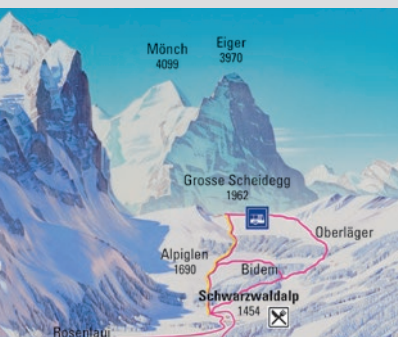 Mönch
4099
Eiger
3970
Grosse Scheidegg
1962
Oberläger
Alpiglen
1690
Bidem
Schwarzwaldalp
1454
Rosenlaui